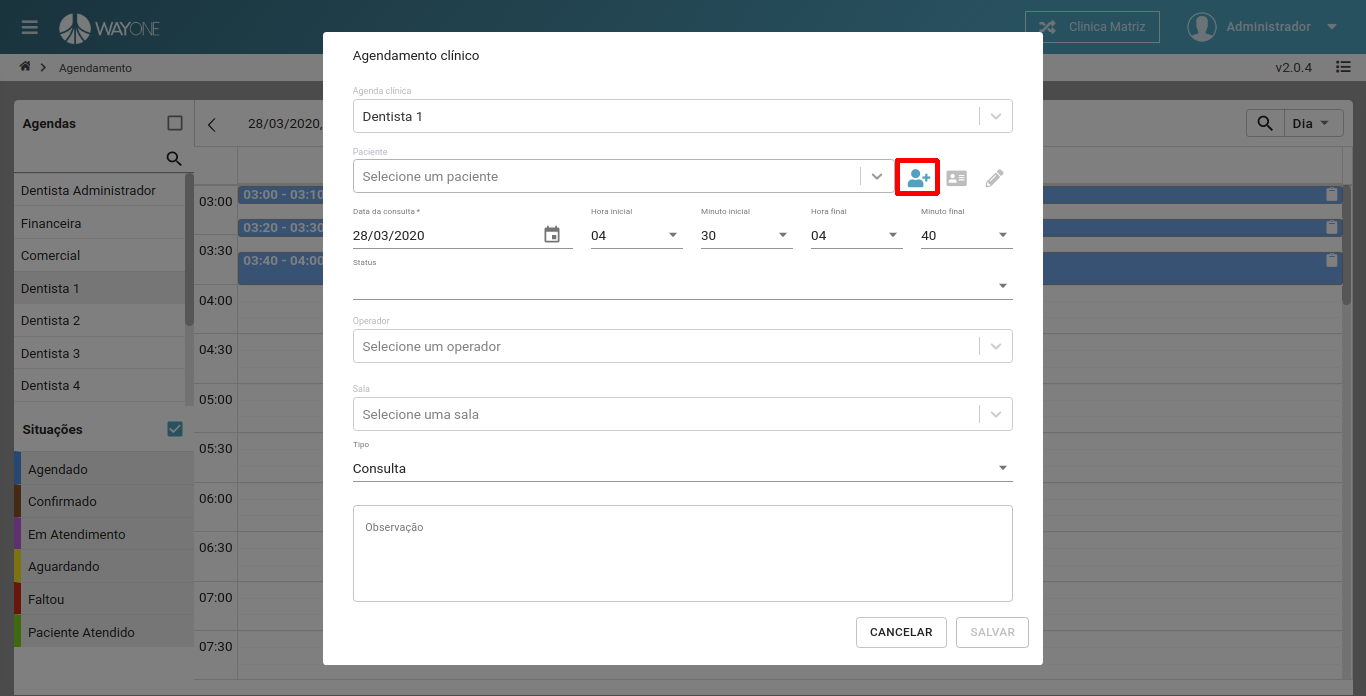 WAYONE
Clinica Matriz
Administrador
Agendamento
v2.0.4
Agendas
28/03/2020,
Dia
Dentista Administrador
Financeira
Comercial
Dentista 1
Dentista 2
Dentista 3
Dentista 4
Situações
Agendado
Confirmado
Em Atendimento
Aguardando
Faltou
Paciente Atendido
03:00
03:30
04:00
04:30
05:00
05:30
06:00
06:30
07:00
07:30
03:00 - 03:10
03:20 - 03:30
03:40 - 04:00
Agendamento clínico
Agenda clínica
Dentista 1
Paciente
Selecione um paciente
Data da consulta *
28/03/2020
Hora inicial
04
Minuto inicial
30
Hora final
04
Minuto final
40
Status
Operador
Selecione um operador
Sala
Selecione uma sala
Tipo
Consulta
Observação
CANCELAR
SALVAR